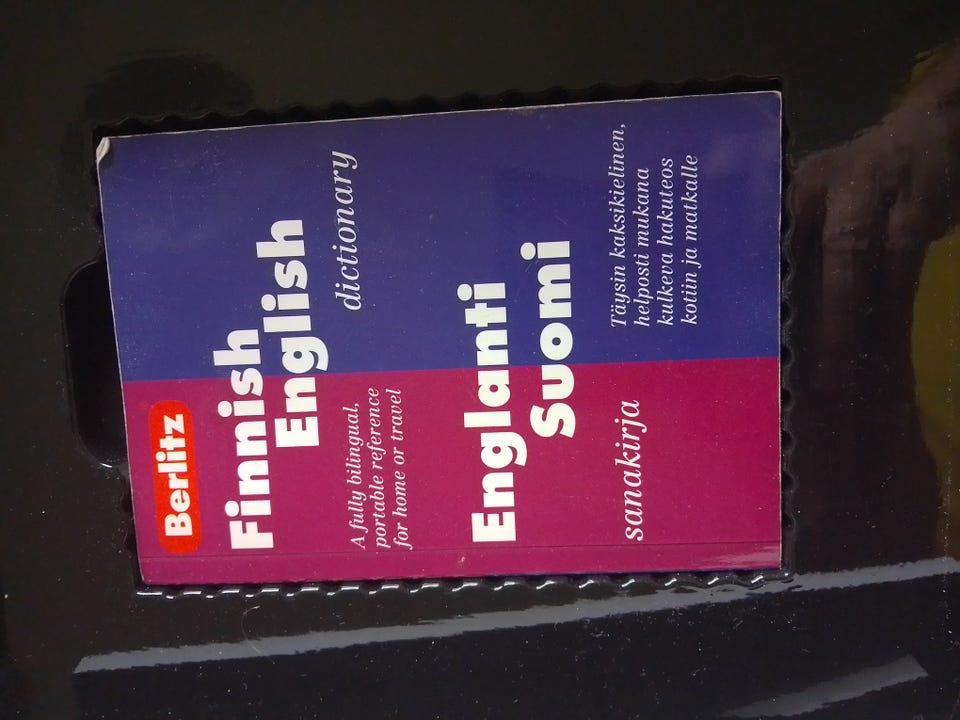 Berlitz
Finnish
English
dictionary
A fully bilingual,
portable reference
for home or travel
Englanti
Suomi
sanakirja
Täysin kaksikielinen,
helposti mukana
kulkeva hakuteos
kotiin ja matkalle